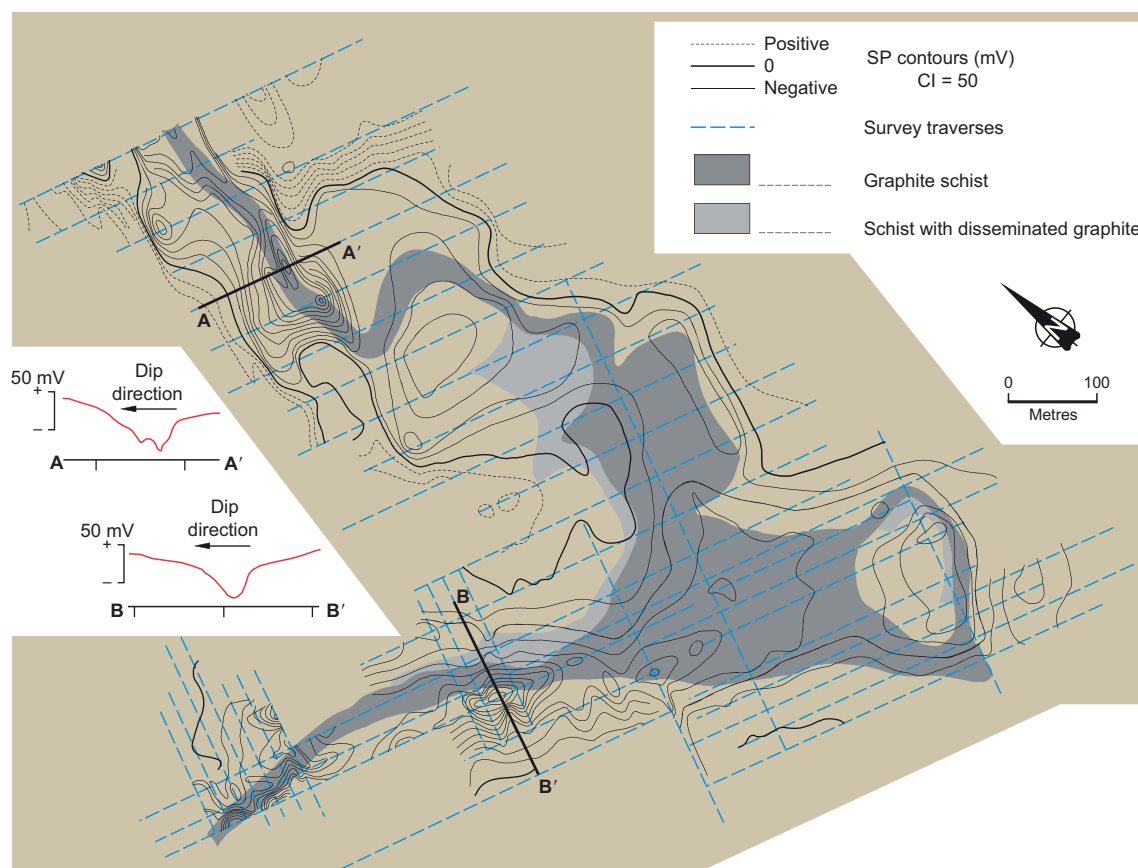 Positive
0
Negative
SP contours (mV)
CI = 50
Survey traverses
Graphite schist
Schist with disseminated graphite
N
0 100
Metres
A
A′
50 mV
+
–
Dip
direction
A A′
50 mV
+
–
Dip
direction
B B′
B
B′